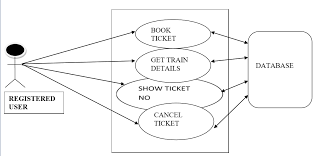 BOOK
TICKET
GET TRAIN
DETAILS
DATABASE
SHOW TICKET
NO
REGISTERED
USER
CANCEL
TICKET